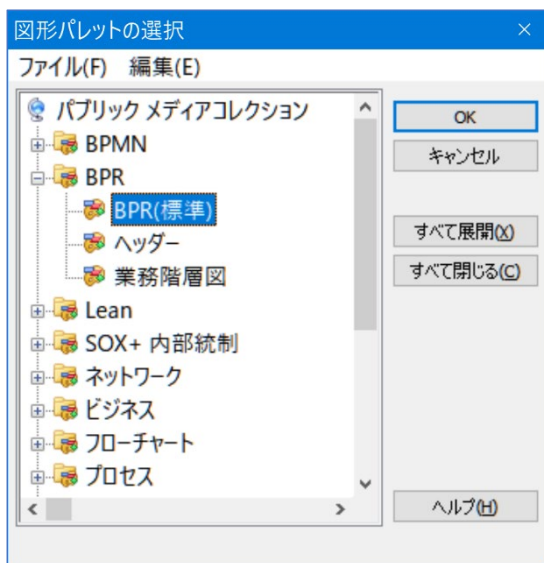 図形パレットの選択
ファイル(F) 編集(E)
パブリック メディアコレクション
BPMN
BPR
BPR(標準)
ヘッダー
業務階層図
Lean
SOX+ 内部統制
ネットワーク
ビジネス
フローチャート
プロセス
OK
キャンセル
すべて展開(X)
すべて閉じる(C)
ヘルプ(H)